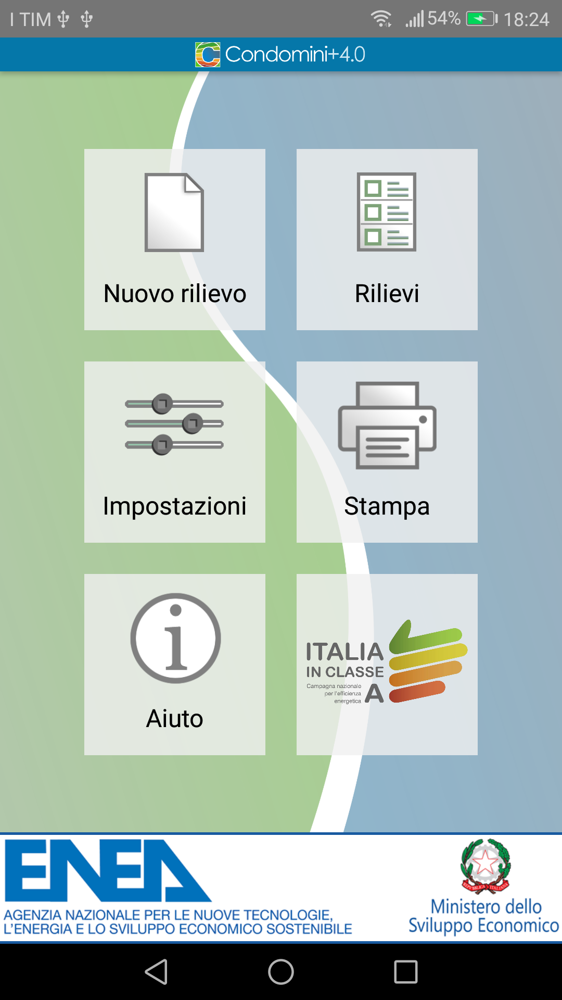 I TIM 54% 18:24
Condomini+4.0
Nuovo rilievo
Rilievi
Impostazioni
Stampa
Aiuto
ITALIA
IN CLASSE
Campagna nazionale
per l'efficienza
energetica A
ENEA
AGENZIA NAZIONALE PER LE NUOVE TECNOLOGIE,
L'ENERGIA E LO SVILUPPO ECONOMICO SOSTENIBILE
REPVBBLICA ITALIANA
Ministero dello
Sviluppo Economico